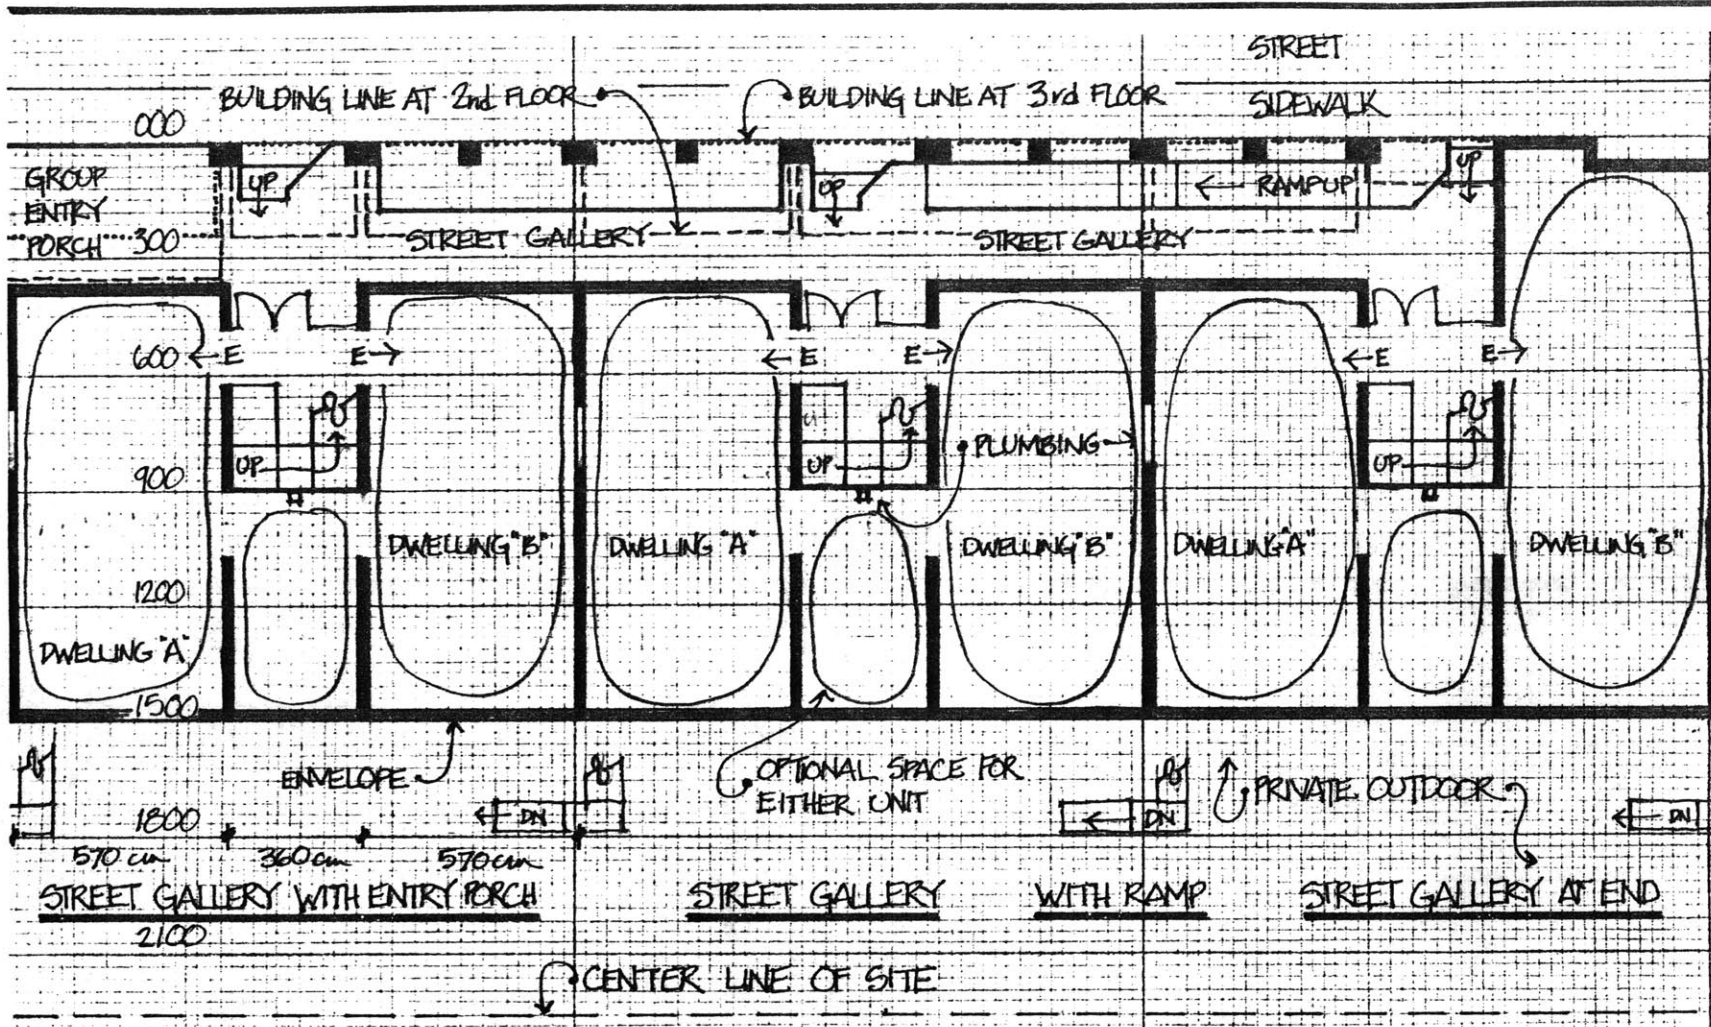 STREET
BUILDING LINE AT 2nd FLOOR
BUILDING LINE AT 3rd FLOOR
SIDEWALK
000
GROUP
ENTRY
PORCH
300
UP
UP
RAMP UP
UP
STREET GALLERY
STREET GALLERY
600
E
E
E
E
E
E
UP
UP
PLUMBING
UP
900
DWELLING "B"
DWELLING "A"
DWELLING "B"
DWELLING "A"
DWELLING "B"
1200
DWELLING "A"
1500
ENVELOPE
OPTIONAL SPACE FOR
EITHER UNIT
PRIVATE OUTDOOR
1800
DN
DN
DN
570 cm
360 cm
570 cm
STREET GALLERY WITH ENTRY PORCH
STREET GALLERY
WITH RAMP
STREET GALLERY AT END
2100
CENTER LINE OF SITE